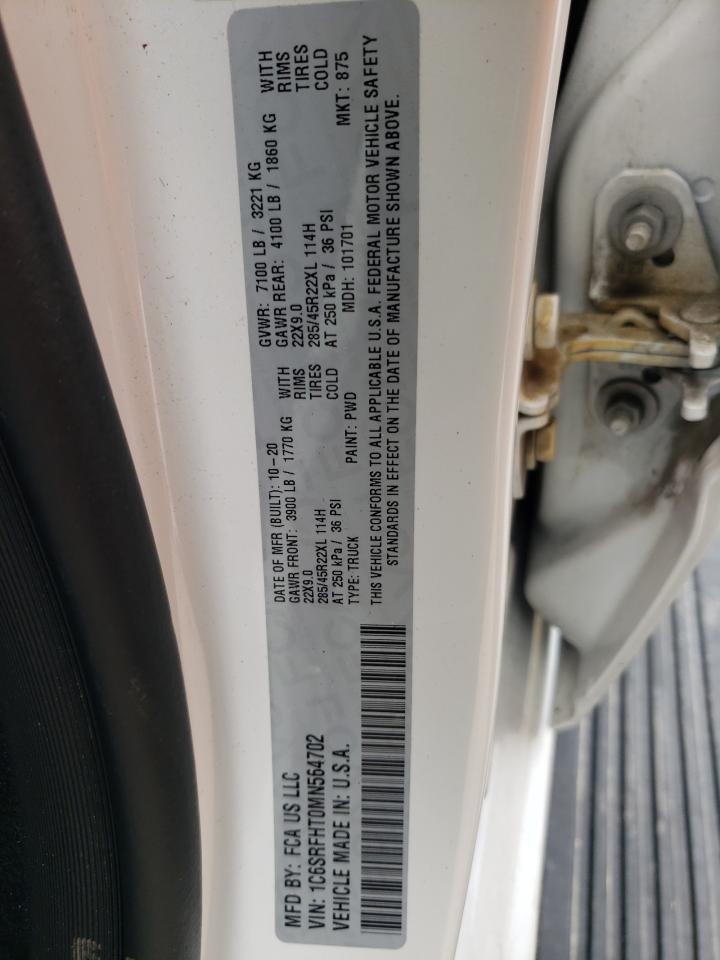 MFD BY: FCA US LLC
VIN: 1C6SRFHT0MN564702
VEHICLE MADE IN: U.S.A.
DATE OF MFR (BUILT): 10-20 GVWR: 7100 LB / 3221 KG
GAWR FRONT: 3900 LB / 1770 KG WITH GAWR REAR: 4100 LB / 1860 KG WITH
22X9.0 RIMS 22X9.0 RIMS
285/45R22XL 114H TIRES 285/45R22XL 114H TIRES
AT 250 kPa / 36 PSI COLD AT 250 kPa / 36 PSI COLD
TYPE: TRUCK PAINT: PWD MDH: 101701 MKT: 875
THIS VEHICLE CONFORMS TO ALL APPLICABLE U.S.A. FEDERAL MOTOR VEHICLE SAFETY
STANDARDS IN EFFECT ON THE DATE OF MANUFACTURE SHOWN ABOVE.